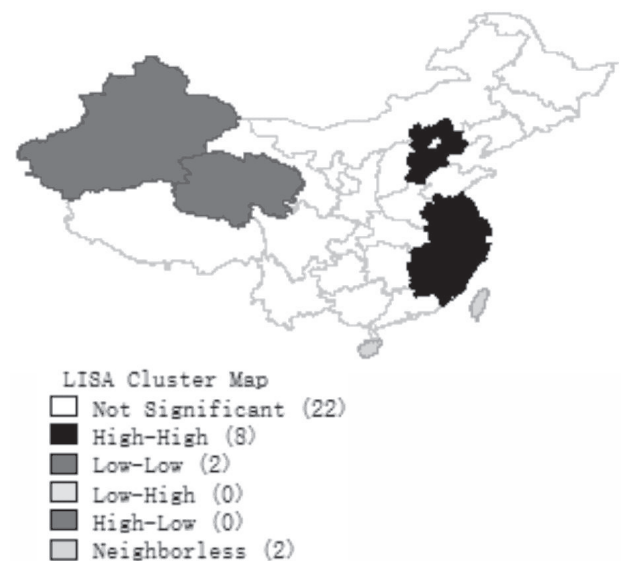 LISA Cluster Map
Not Significant (22)
High-High (8)
Low-Low (2)
Low-High (0)
High-Low (0)
Neighborless (2)